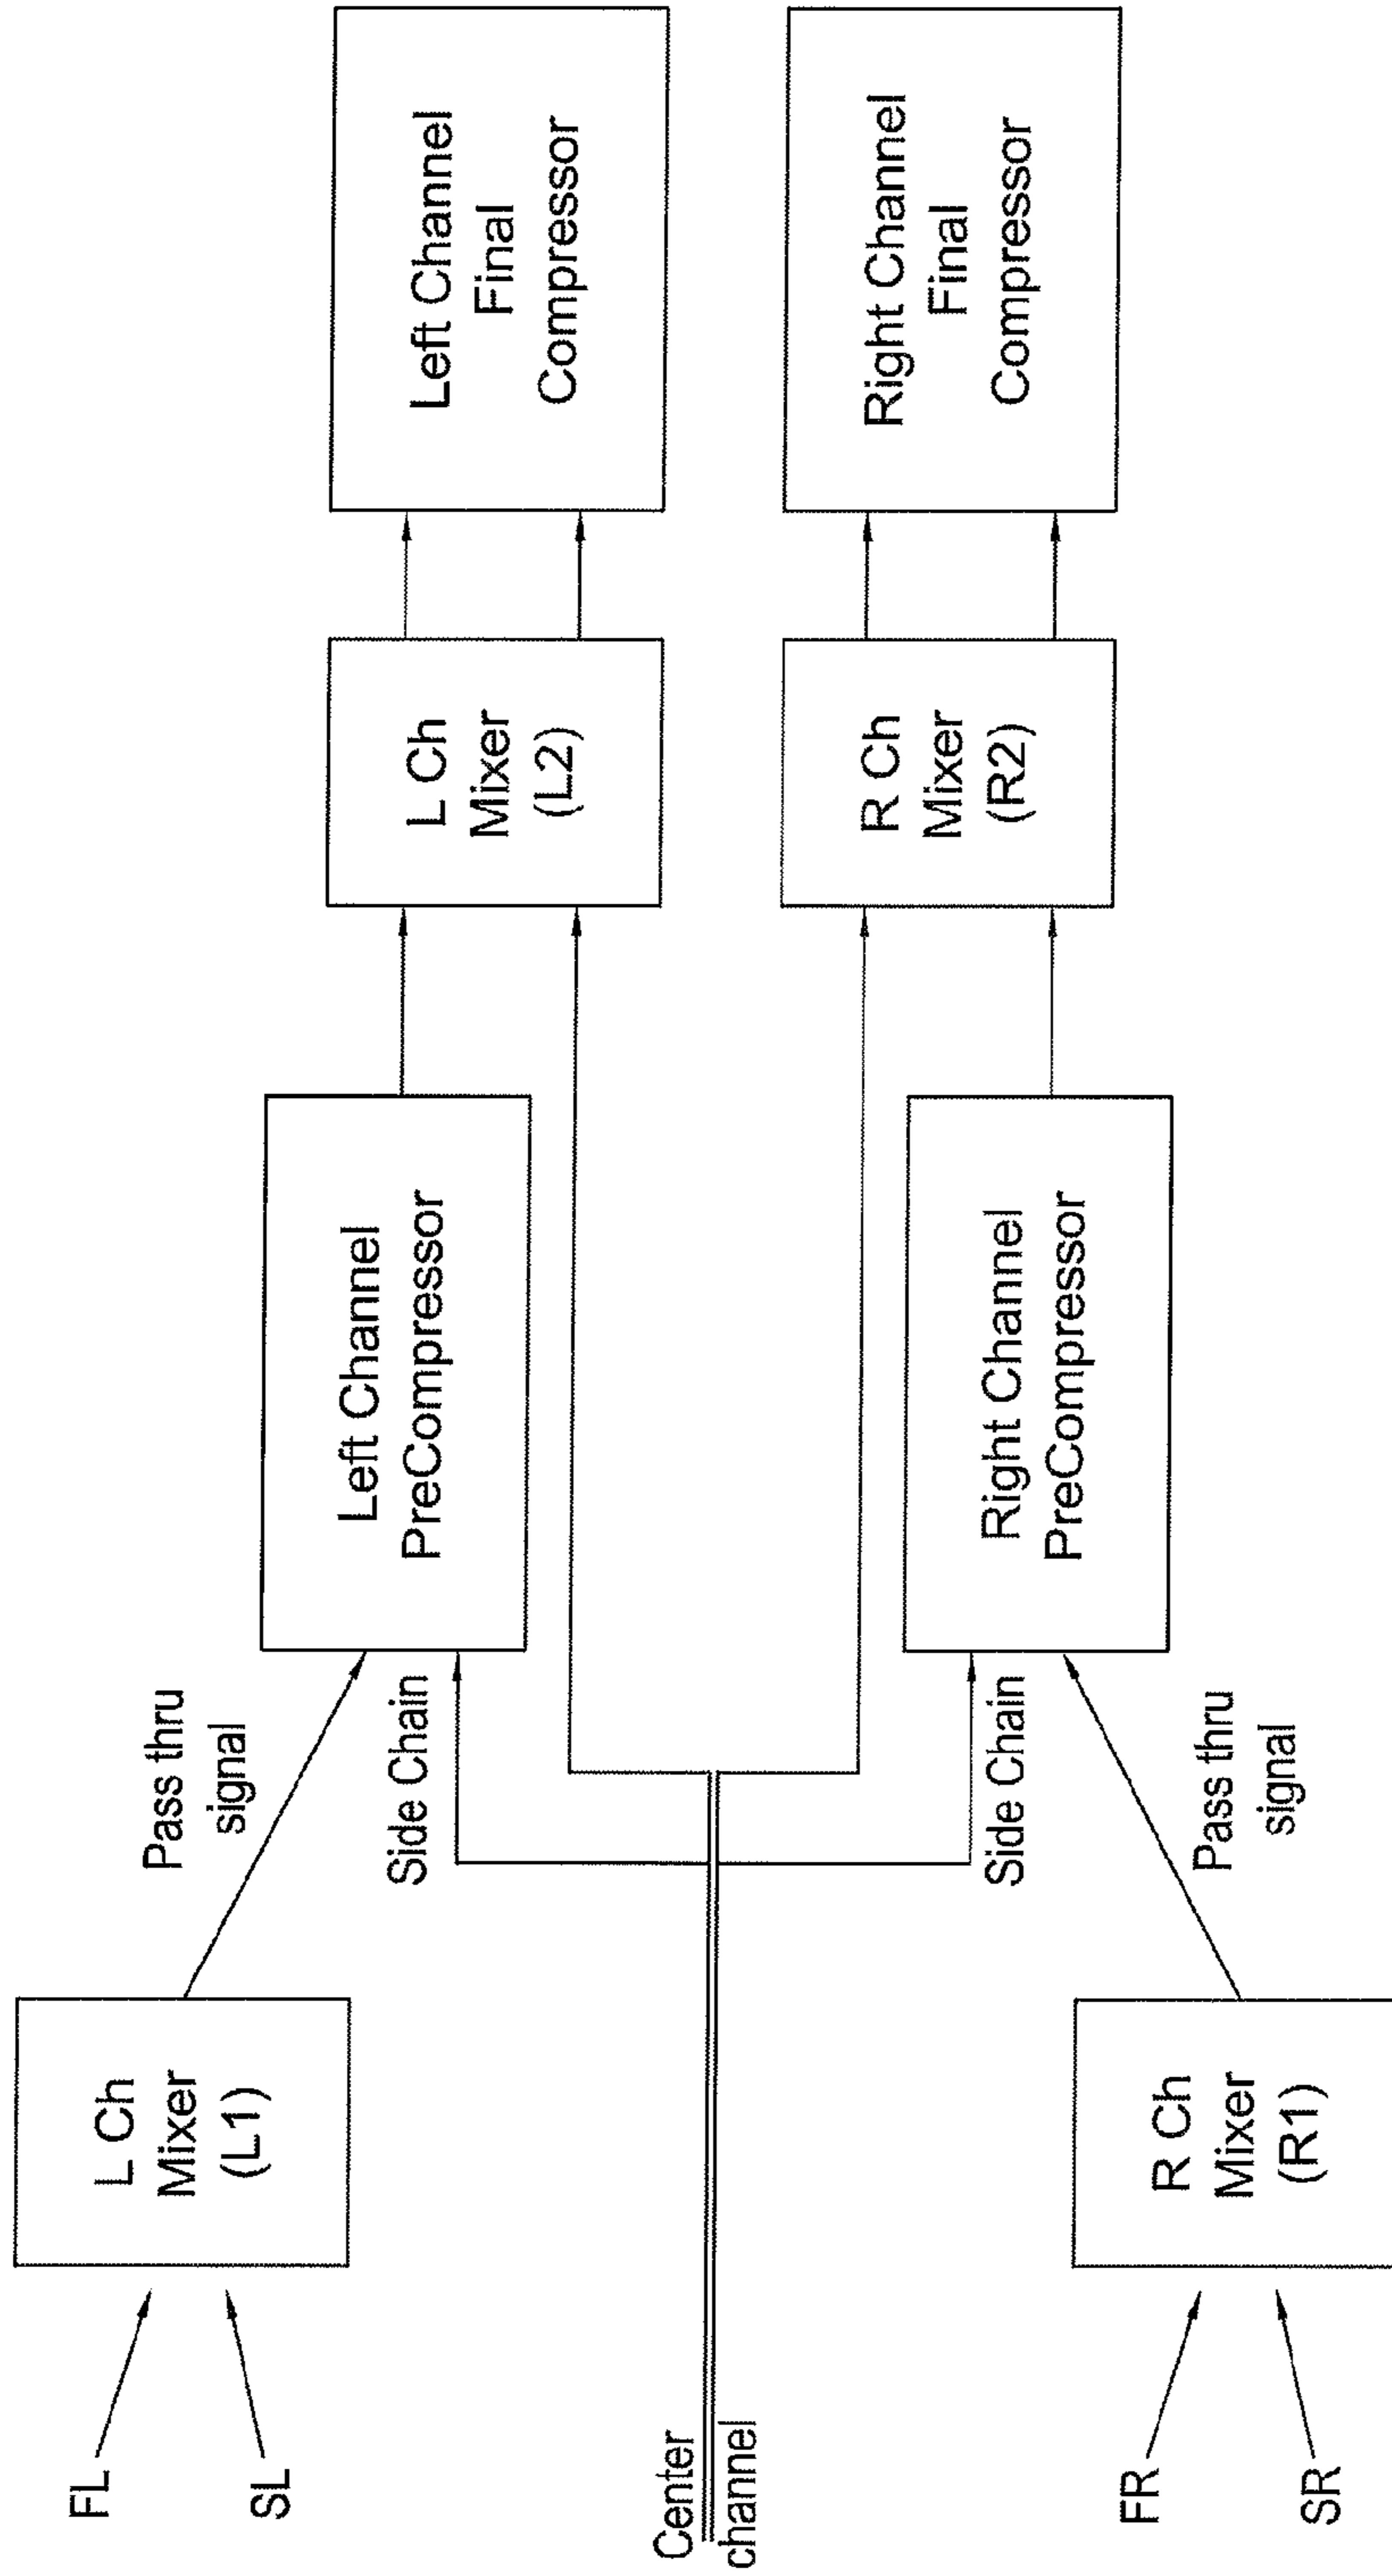 FL
SL
L Ch
Mixer
(L1)
Pass thru
signal
Side Chain
Left Channel
PreCompressor
L Ch
Mixer
(L2)
Left Channel
Final
Compressor
Center
channel
FR
SR
R Ch
Mixer
(R1)
Side Chain
Pass thru
signal
Right Channel
PreCompressor
R Ch
Mixer
(R2)
Right Channel
Final
Compressor